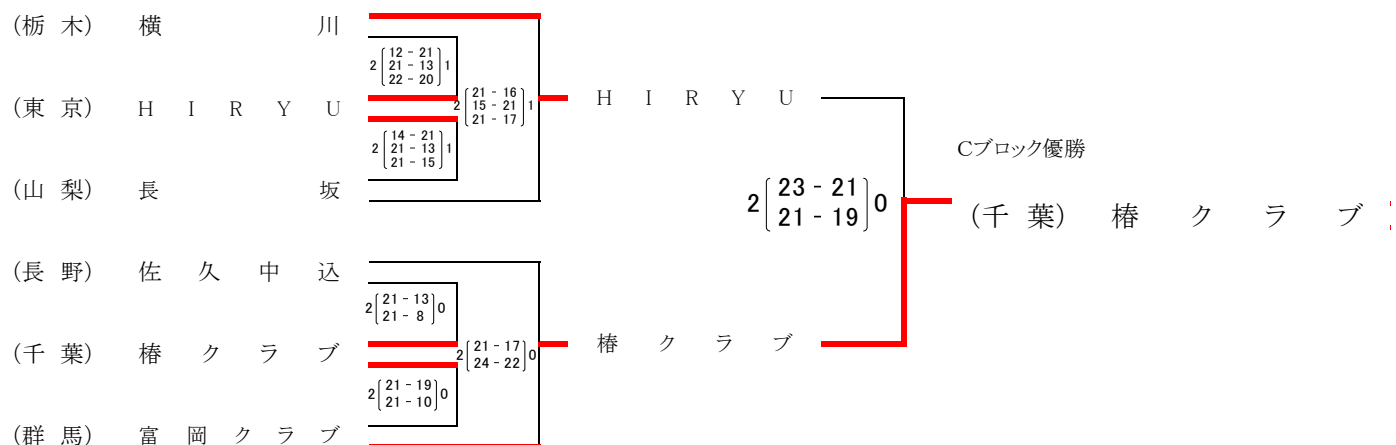 (栃 木) 横 川
2 12 - 21 1
21 - 13
22 - 20
(東 京) H I R Y U
2 21 - 16 1
15 - 21
21 - 17
H I R Y U
2 14 - 21 1
21 - 13
21 - 15
(山 梨) 長 坂
Cブロック優勝
2 23 - 21 0
21 - 19
(千 葉) 椿 ク ラ ブ
(長 野) 佐 久 中 込
2 21 - 13 0
21 - 8
(千 葉) 椿 ク ラ ブ
2 21 - 17 0
24 - 22
椿 ク ラ ブ
2 21 - 19 0
21 - 10
(群 馬) 富 岡 ク ラ ブ